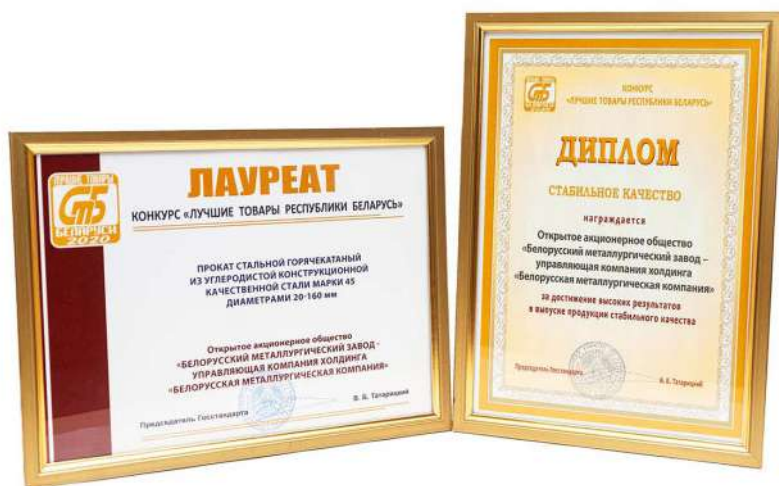 ЛУЧШИЕ ТОВАРЫ
СТБ
БЕЛАРУСИ
2020
ЛАУРЕАТ
КОНКУРС «ЛУЧШИЕ ТОВАРЫ РЕСПУБЛИКИ БЕЛАРУСЬ»
ПРОКАТ СТАЛЬНОЙ ГОРЯЧЕКАТАНЫЙ
ИЗ УГЛЕРОДИСТОЙ КОНСТРУКЦИОННОЙ
КАЧЕСТВЕННОЙ СТАЛИ МАРКИ 45
ДИАМЕТРАМИ 20-160 мм
Открытое акционерное общество
«БЕЛОРУССКИЙ МЕТАЛЛУРГИЧЕСКИЙ ЗАВОД -
УПРАВЛЯЮЩАЯ КОМПАНИЯ ХОЛДИНГА
«БЕЛОРУССКАЯ МЕТАЛЛУРГИЧЕСКАЯ КОМПАНИЯ»
Председатель Госстандарта
В. Б. Татарицкий
СТБ
КОНКУРС
«ЛУЧШИЕ ТОВАРЫ РЕСПУБЛИКИ БЕЛАРУСЬ»
ДИПЛОМ
СТАБИЛЬНОЕ КАЧЕСТВО
награждается
Открытое акционерное общество
«Белорусский металлургический завод –
управляющая компания холдинга
«Белорусская металлургическая компания»
за достижение высоких результатов
в выпуске продукции стабильного качества
Председатель Госстандарта
В. Б. Татарицкий